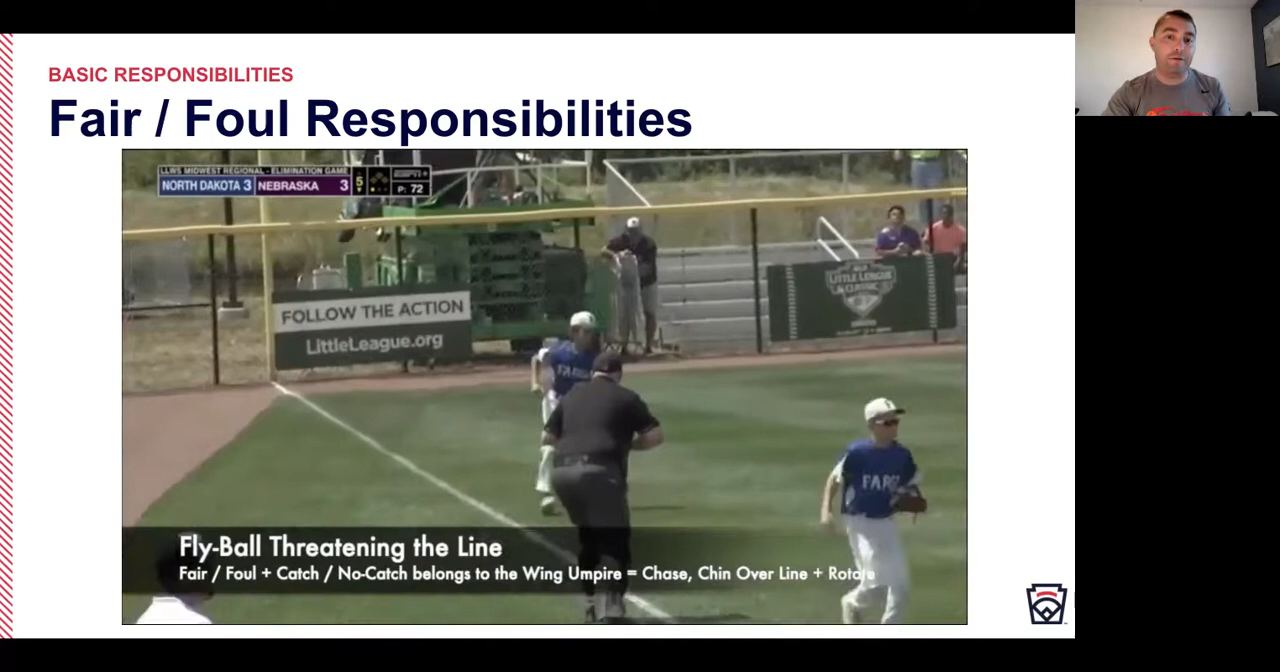 BASIC RESPONSIBILITIES
Fair / Foul Responsibilities
LLWS MIDWEST REGIONAL - ELIMINATION GAME
NORTH DAKOTA 3 NEBRASKA 3 5 ESPN+
P: 72
FOLLOW THE ACTION
LittleLeague.org
LITTLE LEAGUE
CLASSIC
Fly-Ball Threatening the Line
Fair / Foul + Catch / No-Catch belongs to the Wing Umpire = Chase, Chin Over Line + Rotate